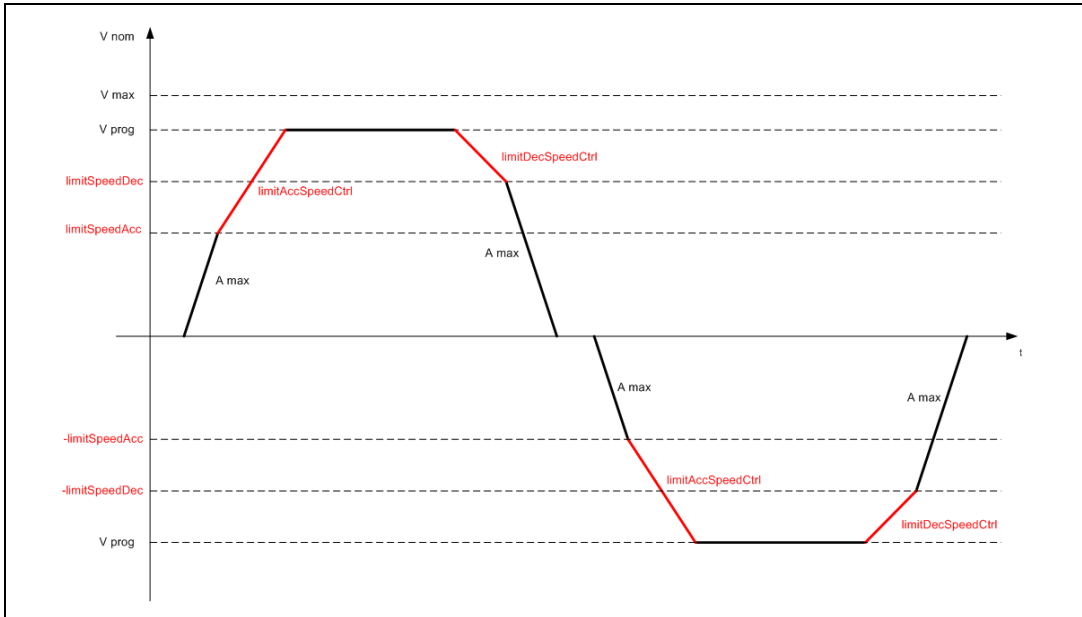 V nom
V max
V prog
limitDecSpeedCtrl
limitSpeedDec
limitAccSpeedCtrl
limitSpeedAcc
A max
A max
t
A max
A max
-limitSpeedAcc
limitAccSpeedCtrl
-limitSpeedDec
limitDecSpeedCtrl
V prog